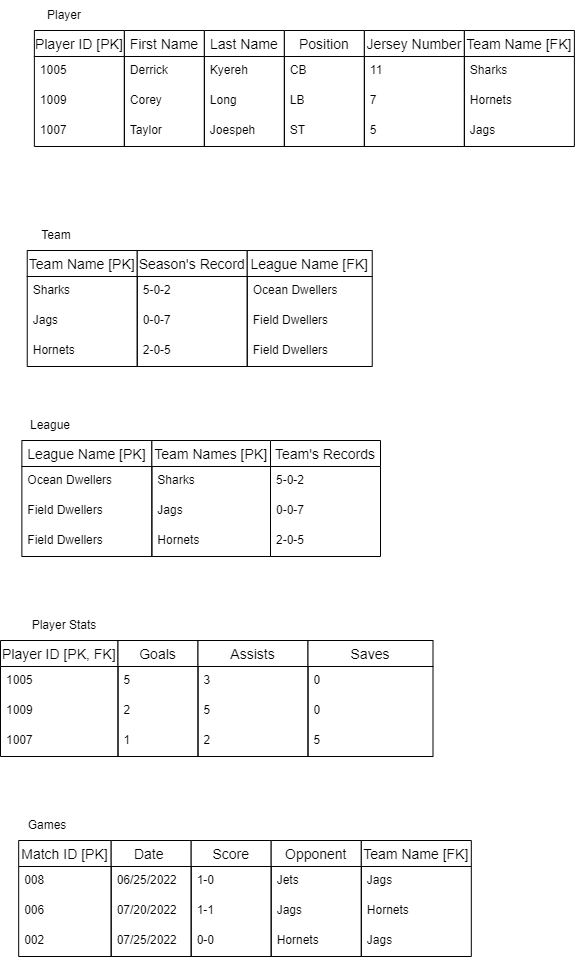 Player
Player ID [PK] First Name Last Name Position Jersey Number Team Name [FK]
1005 Derrick Kyereh CB 11 Sharks
1009 Corey Long LB 7 Hornets
1007 Taylor Joespeh ST 5 Jags
Team
Team Name [PK] Season's Record League Name [FK]
Sharks 5-0-2 Ocean Dwellers
Jags 0-0-7 Field Dwellers
Hornets 2-0-5 Field Dwellers
League
League Name [PK] Team Names [PK] Team's Records
Ocean Dwellers Sharks 5-0-2
Field Dwellers Jags 0-0-7
Field Dwellers Hornets 2-0-5
Player Stats
Player ID [PK, FK] Goals Assists Saves
1005 5 3 0
1009 2 5 0
1007 1 2 5
Games
Match ID [PK] Date Score Opponent Team Name [FK]
008 06/25/2022 1-0 Jets Jags
006 07/20/2022 1-1 Jags Hornets
002 07/25/2022 0-0 Hornets Jags